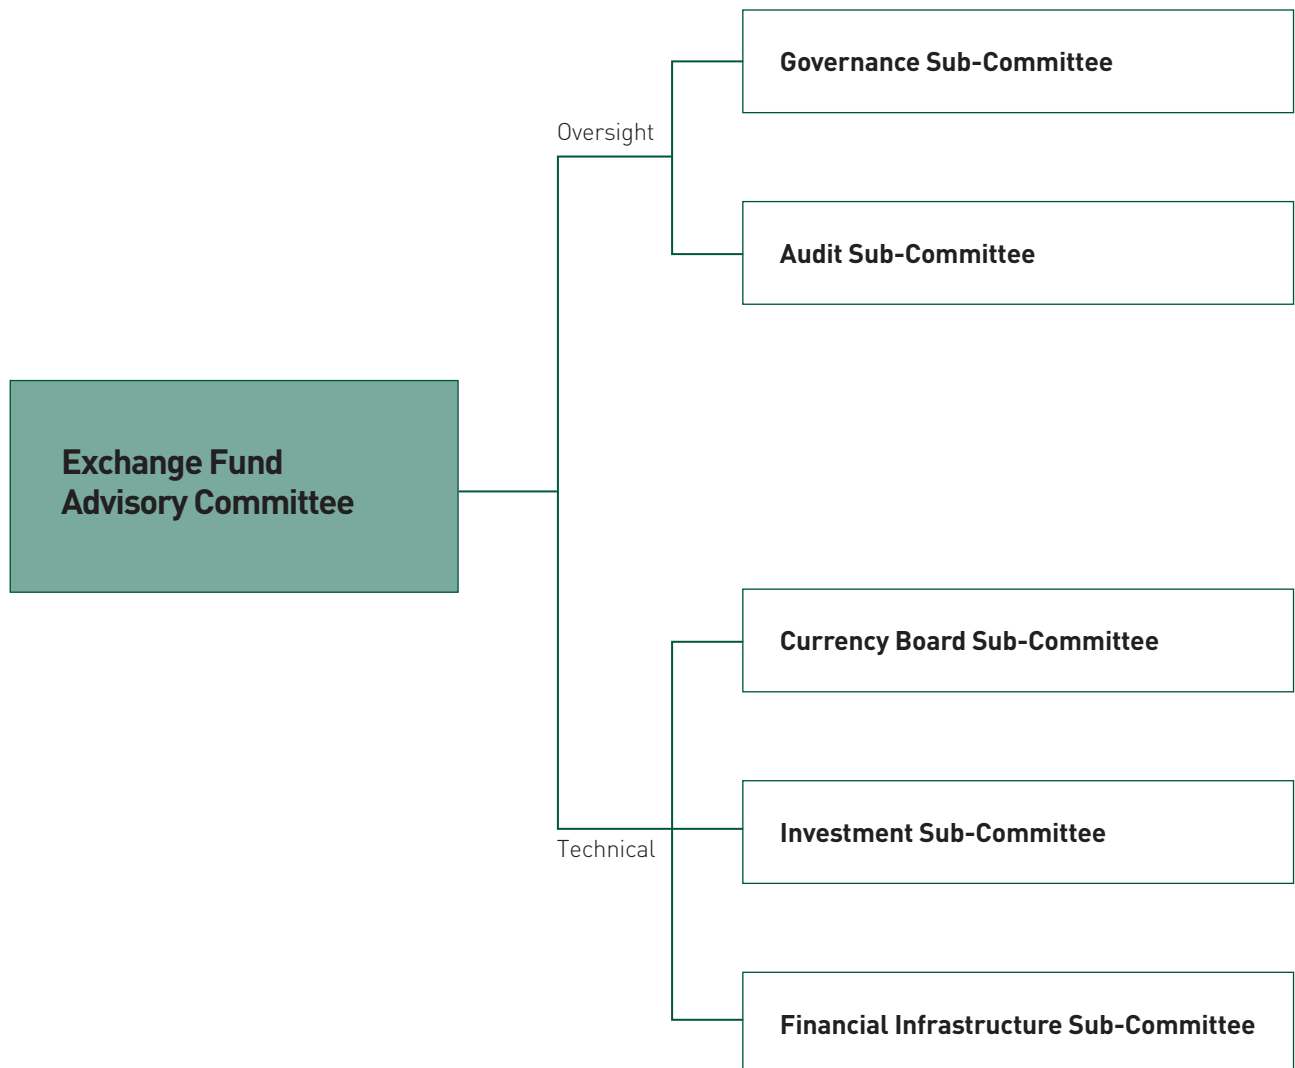 Governance Sub-Committee
Oversight
Audit Sub-Committee
Exchange Fund
Advisory Committee
Currency Board Sub-Committee
Investment Sub-Committee
Technical
Financial Infrastructure Sub-Committee